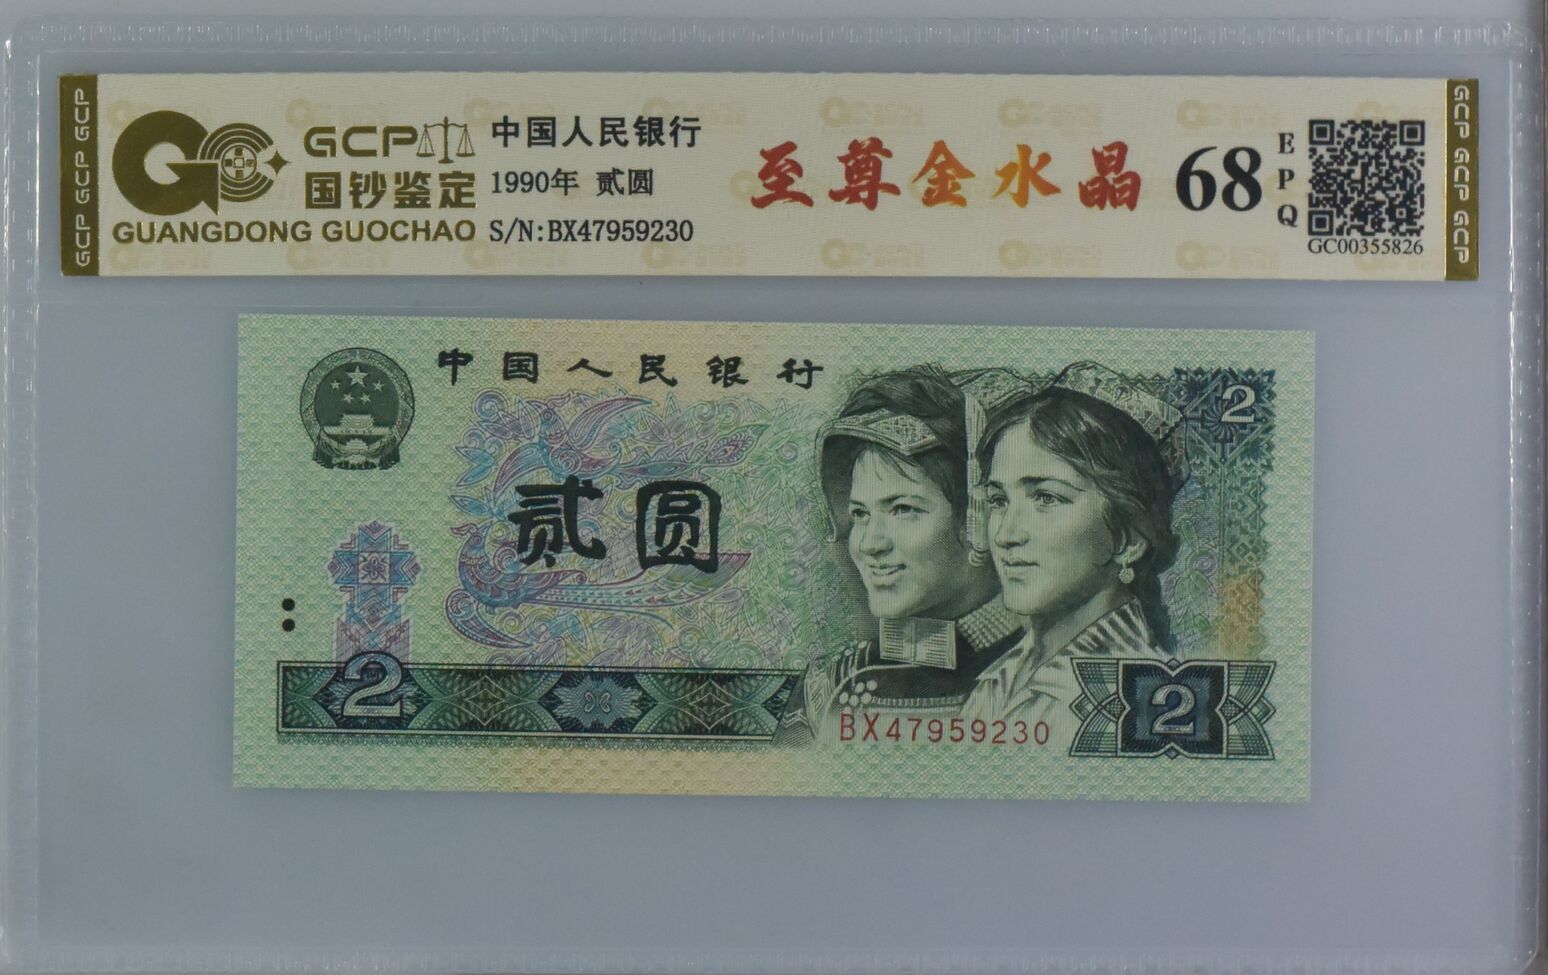 GCP GCP GCP
GCP
国钞鉴定
GUANGDONG GUOCHAO
中国人民银行
1990年 贰圆
S/N:BX47959230
至尊金水晶
68
EPQ
GC00355826
GCP GCP GCP
中国人民银行
2
贰圆
2
BX47959230
2